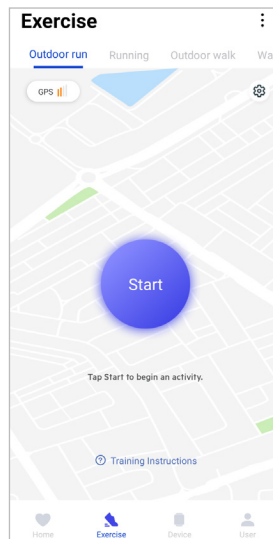 Exercise
Outdoor run Running Outdoor walk Wa
GPS
Start
Tap Start to begin an activity.
Training Instructions
Home Exercise Device User